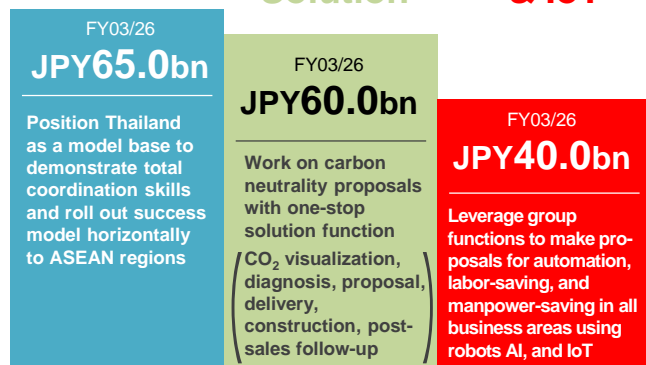 Solution
& IoT
FY03/26
JPY65.0bn
Position Thailand
as a model base to
demonstrate total
coordination skills
and roll out success
model horizontally
to ASEAN regions
FY03/26
JPY60.0bn
Work on carbon
neutrality proposals
with one-stop
solution function
(CO2 visualization,
diagnosis, proposal,
delivery,
construction, post-
sales follow-up)
FY03/26
JPY40.0bn
Leverage group
functions to make pro-
posals for automation,
labor-saving, and
manpower-saving in all
business areas using
robots AI, and IoT